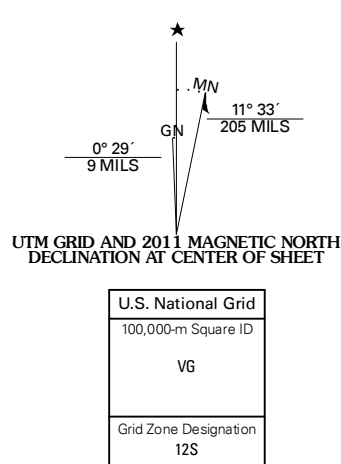 MN
GN
11° 33´
205 MILS
0° 29´
9 MILS
UTM GRID AND 2011 MAGNETIC NORTH
DECLINATION AT CENTER OF SHEET
U.S. National Grid
100,000-m Square ID
VG
Grid Zone Designation
12S